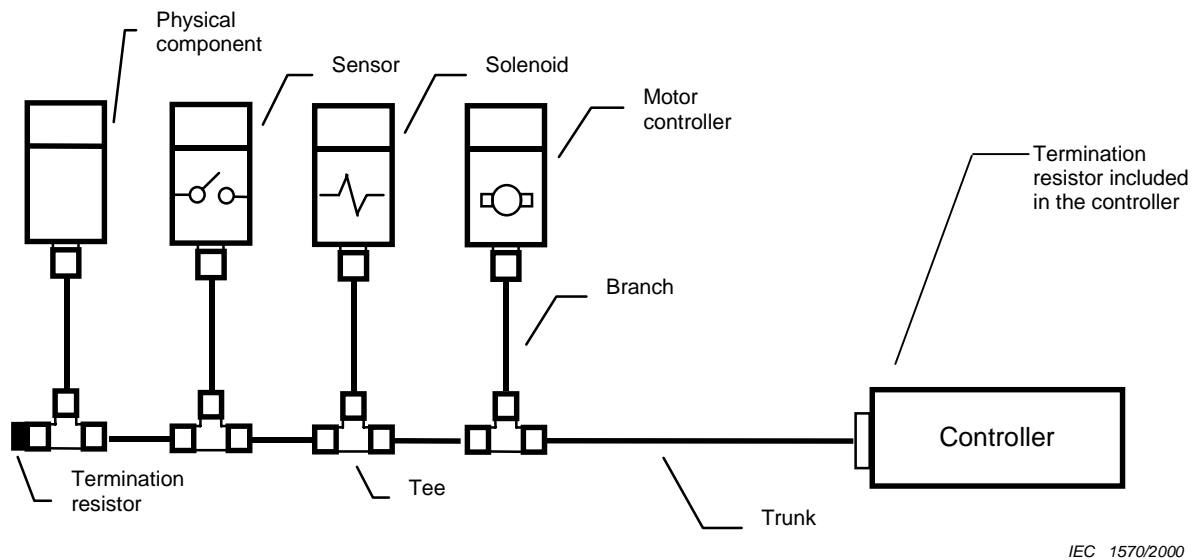 Physical
component
Sensor
Solenoid
Motor
controller
Termination
resistor included
in the controller
Branch
Controller
Termination
resistor
Tee
Trunk
IEC 1570/2000